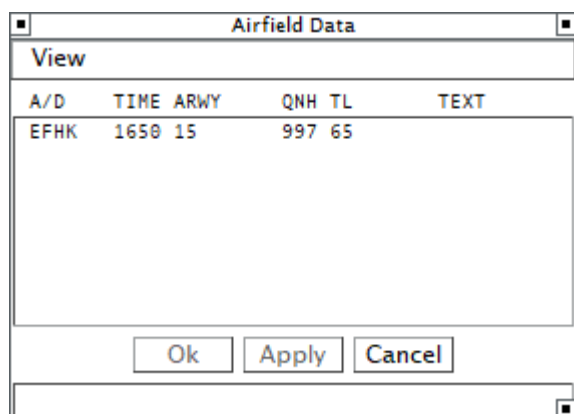 Airfield Data
View
A/D TIME ARWY QNH TL TEXT
EFHK 1650 15 997 65
Ok Apply Cancel